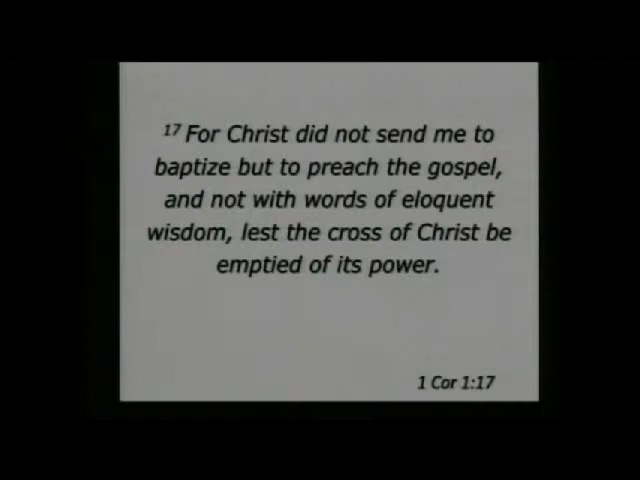 17 For Christ did not send me to
baptize but to preach the gospel,
and not with words of eloquent
wisdom, lest the cross of Christ be
emptied of its power.
1 Cor 1:17